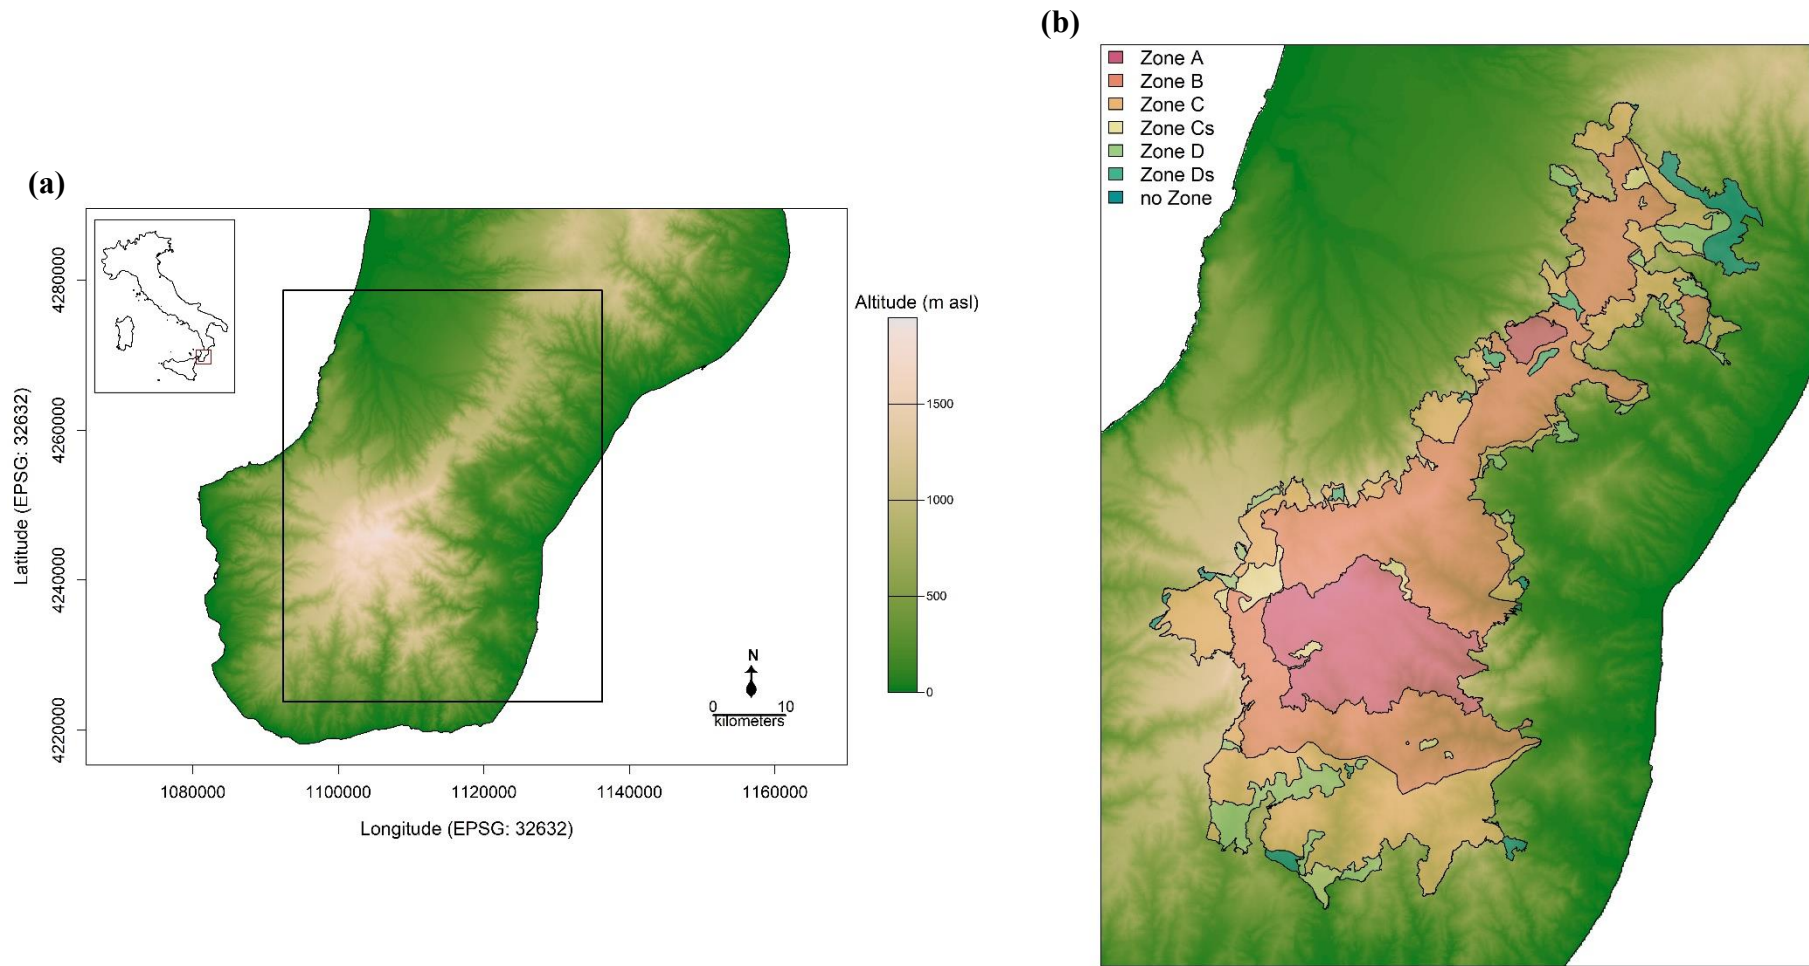 (a)
Latitude (EPSG: 32632)
4280000
4260000
4240000
4220000
1080000 1100000 1120000 1140000 1160000
Longitude (EPSG: 32632)
N
0 10
kilometers
Altitude (m asl)
1500
1000
500
0
(b)
Zone A
Zone B
Zone C
Zone Cs
Zone D
Zone Ds
no Zone